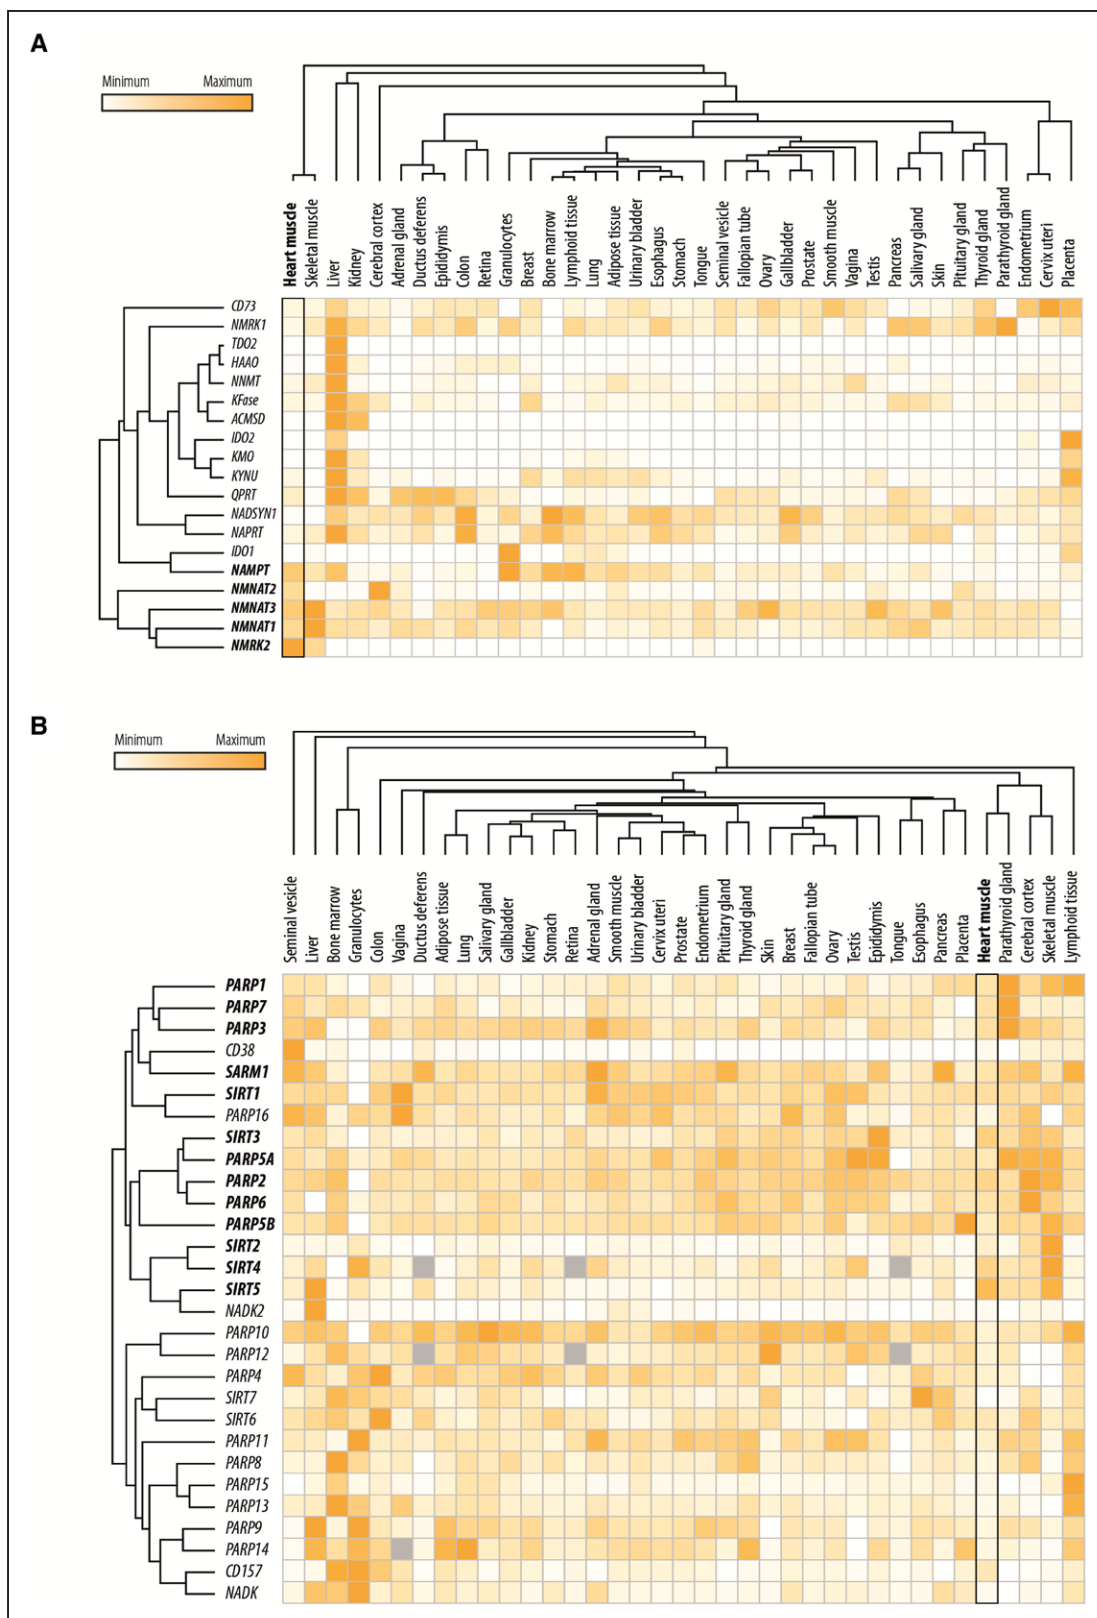 A
Minimum Maximum
Heart muscle
Skeletal muscle
Liver
Kidney
Cerebral cortex
Adrenal gland
Ductus deferens
Epididymis
Colon
Retina
Granulocytes
Breast
Bone marrow
Lymphoid tissue
Lung
Adipose tissue
Urinary bladder
Esophagus
Stomach
Tongue
Seminal vesicle
Fallopian tube
Ovary
Gallbladder
Prostate
Smooth muscle
Vagina
Testis
Pancreas
Salivary gland
Skin
Pituitary gland
Thyroid gland
Parathyroid gland
Endometrium
Cervix uteri
Placenta
CD73
NMRK1
TDO2
HAAO
NNMT
KFase
ACMSD
IDO2
KMO
KYNU
QPRT
NADSYN1
NAPRT
IDO1
NAMPT
NMNAT2
NMNAT3
NMNAT1
NMRK2
B
Minimum Maximum
Seminal vesicle
Liver
Bone marrow
Granulocytes
Colon
Vagina
Ductus deferens
Adipose tissue
Lung
Salivary gland
Gallbladder
Kidney
Stomach
Retina
Adrenal gland
Smooth muscle
Urinary bladder
Cervix uteri
Prostate
Endometrium
Pituitary gland
Thyroid gland
Skin
Breast
Fallopian tube
Ovary
Testis
Epididymis
Tongue
Esophagus
Pancreas
Placenta
Heart muscle
Parathyroid gland
Cerebral cortex
Skeletal muscle
Lymphoid tissue
PARP1
PARP7
PARP3
CD38
SARM1
SIRT1
PARP16
SIRT3
PARP5A
PARP2
PARP6
PARP5B
SIRT2
SIRT4
SIRT5
NADK2
PARP10
PARP12
PARP4
SIRT7
SIRT6
PARP11
PARP8
PARP15
PARP13
PARP9
PARP14
CD157
NADK